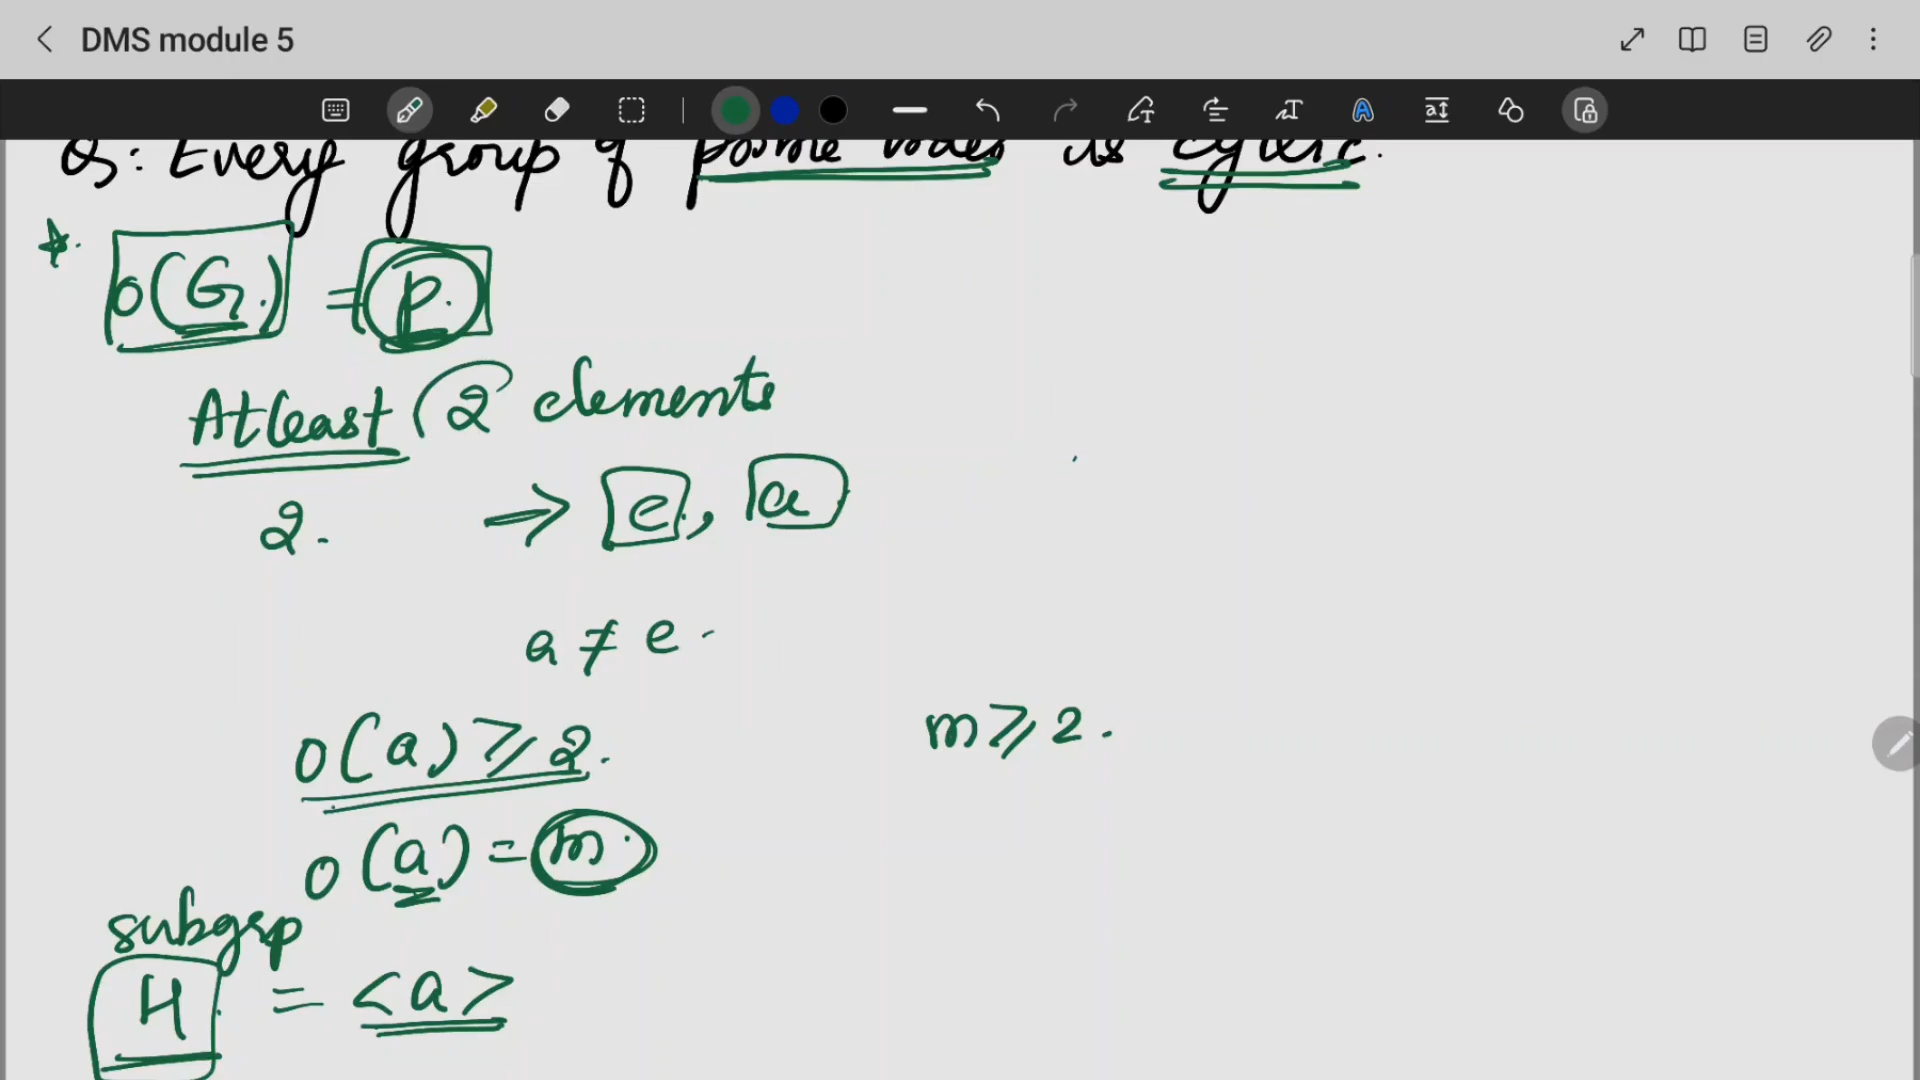 DMS module 5
Q: Every group of prime order is cyclic.
o(G) = p.
Atleast 2 elements
2. → e, a
a ≠ e.
o(a) ⩾ 2. m ⩾ 2.
o(a) = m.
subgrp
H = <a>